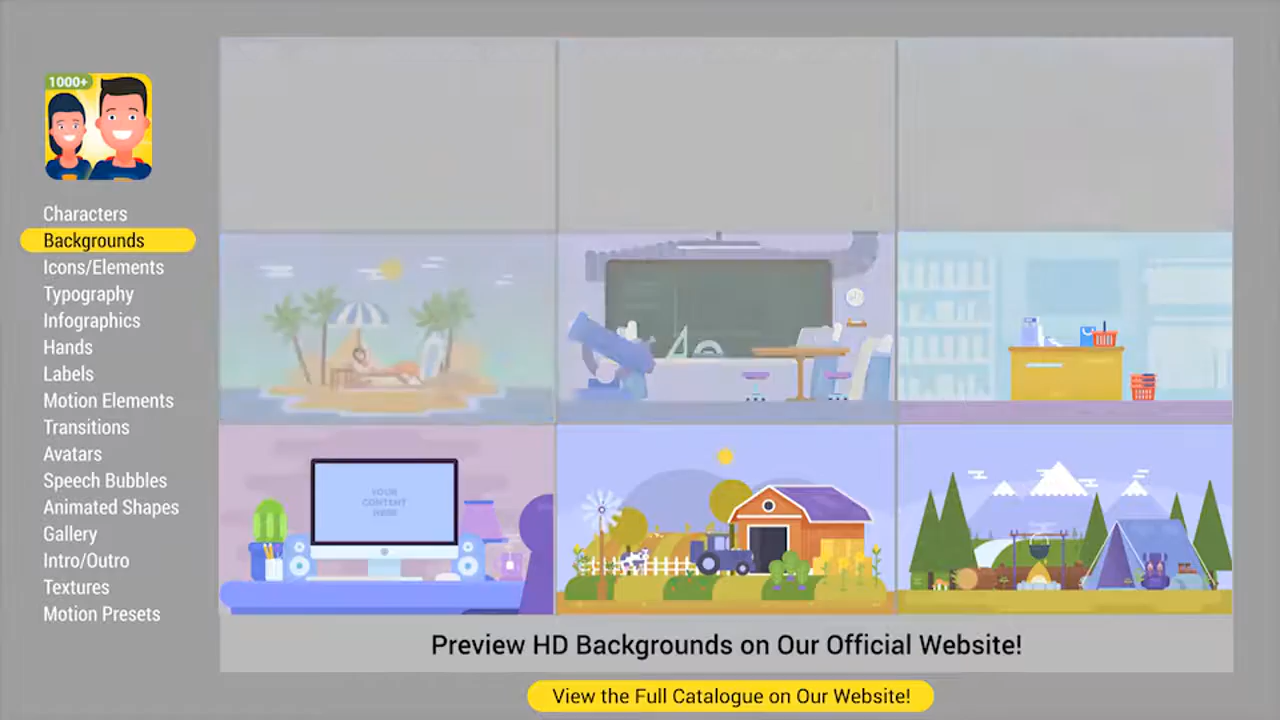 1000+
Characters
Backgrounds
Icons/Elements
Typography
Infographics
Hands
Labels
Motion Elements
Transitions
Avatars
Speech Bubbles
Animated Shapes
Gallery
Intro/Outro
Textures
Motion Presets
YOUR
CONTENT
HERE
Preview HD Backgrounds on Our Official Website!
View the Full Catalogue on Our Website!